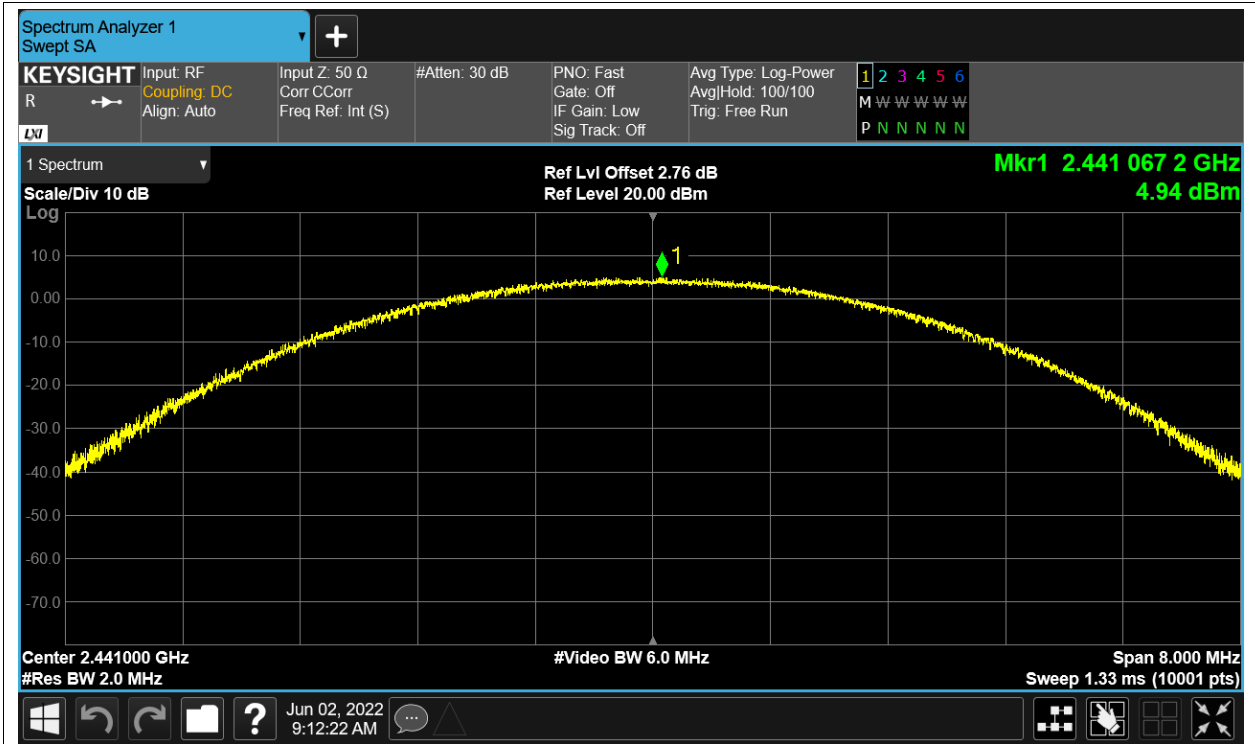 Spectrum Analyzer 1
Swept SA
+
KEYSIGHT
R
LXI
Input: RF
Coupling: DC
Align: Auto
Input Z: 50 Ω
Corr CCorr
Freq Ref: Int (S)
#Atten: 30 dB
PNO: Fast
Gate: Off
IF Gain: Low
Sig Track: Off
Avg Type: Log-Power
Avg|Hold: 100/100
Trig: Free Run
1 2 3 4 5 6
M W W W W W
P N N N N N
1 Spectrum
Scale/Div 10 dB
Log
Ref Lvl Offset 2.76 dB
Ref Level 20.00 dBm
Mkr1 2.441 067 2 GHz
4.94 dBm
1
10.0
0.00
-10.0
-20.0
-30.0
-40.0
-50.0
-60.0
-70.0
Center 2.441000 GHz
#Res BW 2.0 MHz
#Video BW 6.0 MHz
Span 8.000 MHz
Sweep 1.33 ms (10001 pts)
?
Jun 02, 2022
9:12:22 AM